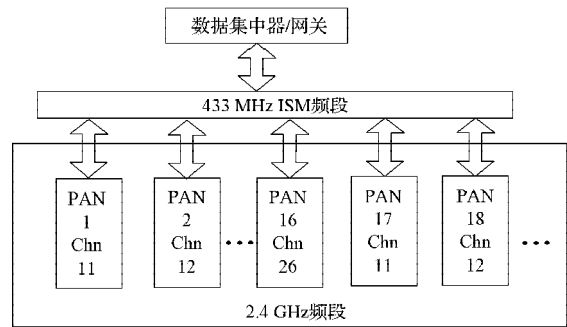 数据集中器/网关
433 MHz ISM频段
PAN
1
Chn
11
PAN
2
Chn
12
•••
PAN
16
Chn
26
PAN
17
Chn
11
PAN
18
Chn
12
•••
2.4 GHz频段